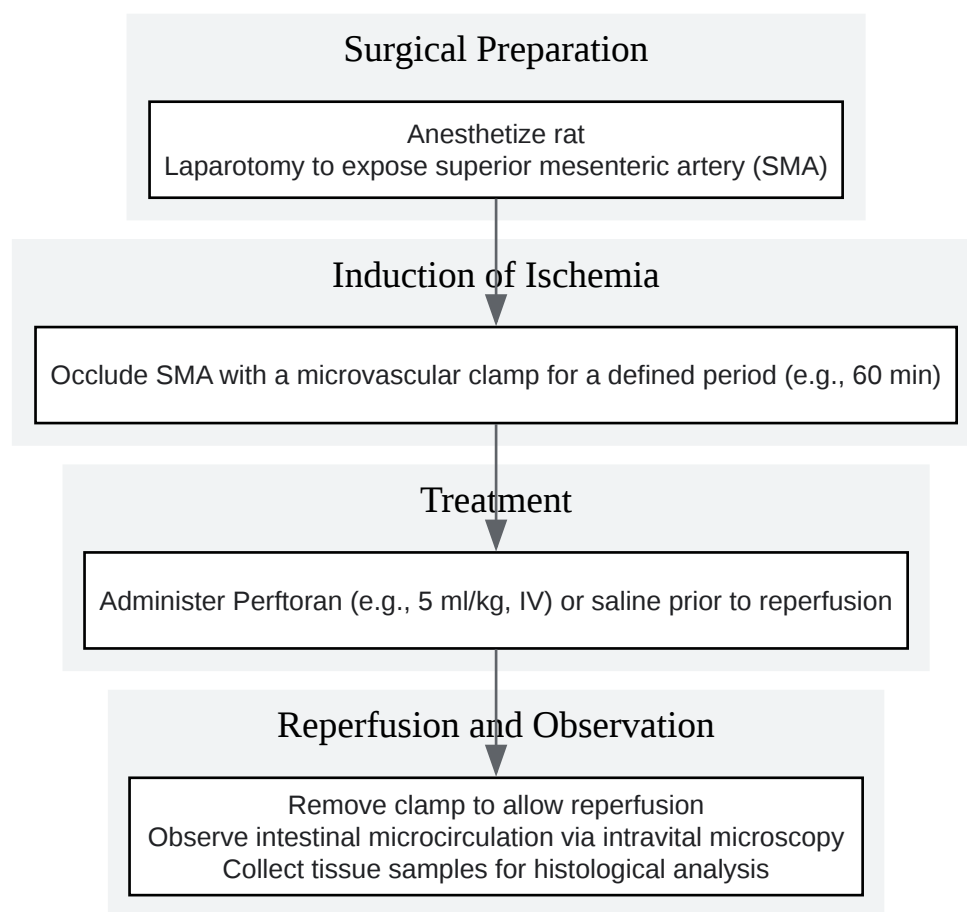 Surgical Preparation
Anesthetize rat
Laparotomy to expose superior mesenteric artery (SMA)
Induction of Ischemia
Occlude SMA with a microvascular clamp for a defined period (e.g., 60 min)
Treatment
Administer Perftoran (e.g., 5 ml/kg, IV) or saline prior to reperfusion
Reperfusion and Observation
Remove clamp to allow reperfusion
Observe intestinal microcirculation via intravital microscopy
Collect tissue samples for histological analysis